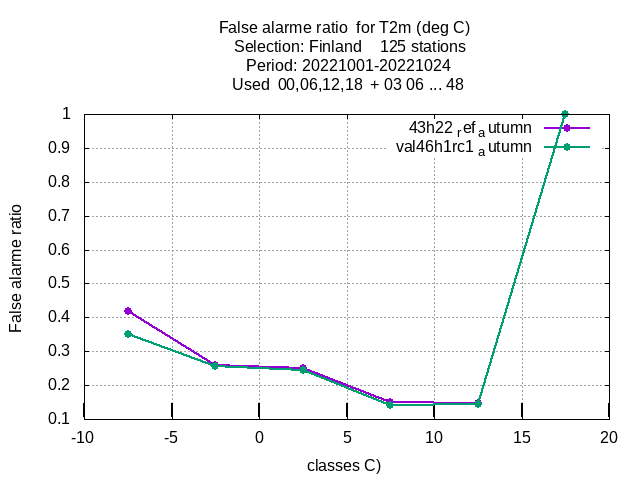 False alarme ratio  for T2m (deg C)
Selection: Finland    125 stations
Period: 20221001-20221024
Used  00,06,12,18  + 03 06 ... 48
43h22 ref autumn
val46h1rc1 autumn
1
0.9
0.8
0.7
0.6
0.5
0.4
0.3
0.2
0.1
False alarme ratio
-10 -5 0 5 10 15 20
classes C)